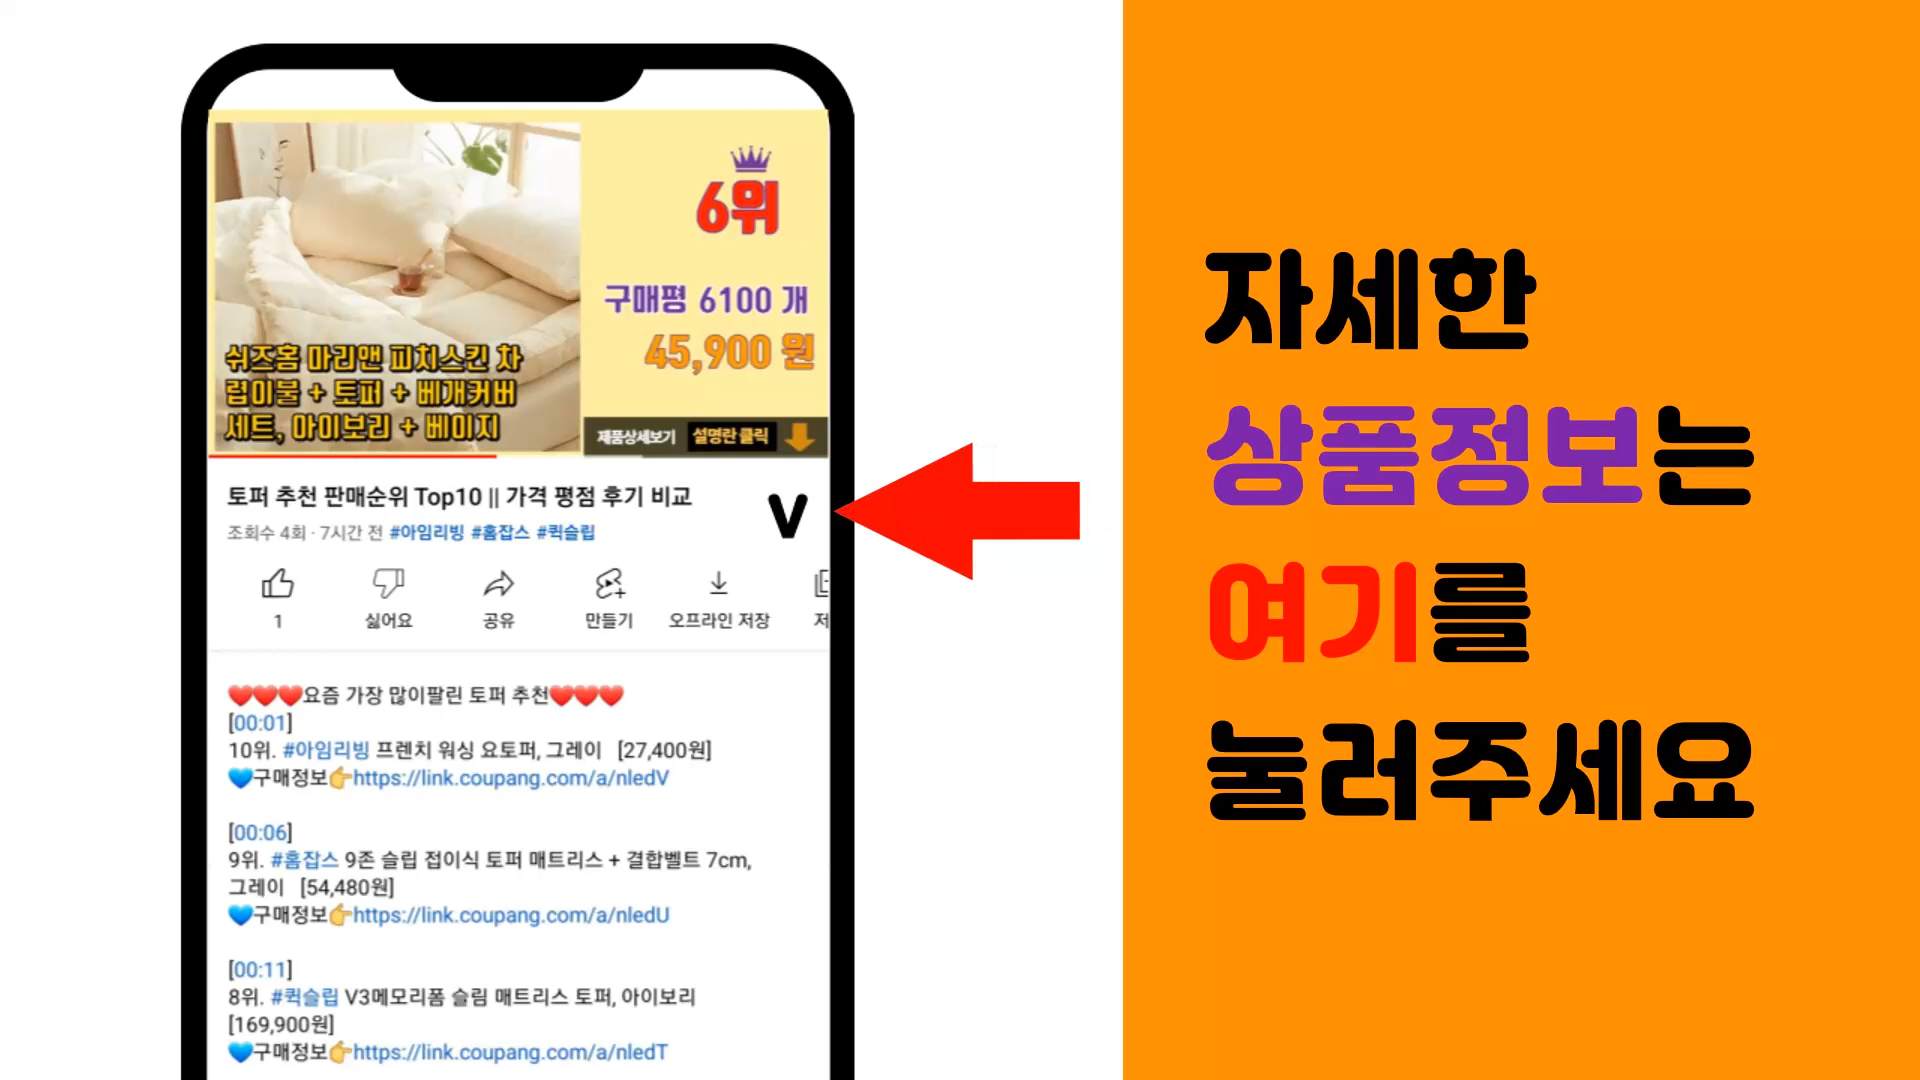 6위
구매평 6100 개
45,900 원
쉬즈홈 마리앤 피치스킨 차
렵이불 + 토퍼 + 베개커버
세트, 아이보리 + 베이지
제품상세보기 설명란 클릭
토퍼 추천 판매순위 Top10 || 가격 평점 후기 비교
V
조회수 4회 · 7시간 전 #아임리빙 #홈잡스 #퀵슬립
1 싫어요 공유 만들기 오프라인 저장 저
❤❤❤요즘 가장 많이팔린 토퍼 추천❤❤❤
[00:01]
10위. #아임리빙 프렌치 워싱 요토퍼, 그레이 [27,400원]
💙구매정보👉https://link.coupang.com/a/nledV
[00:06]
9위. #홈잡스 9존 슬립 접이식 토퍼 매트리스 + 결합벨트 7cm,
그레이 [54,480원]
💙구매정보👉https://link.coupang.com/a/nledU
[00:11]
8위. #퀵슬립 V3메모리폼 슬림 매트리스 토퍼, 아이보리
[169,900원]
💙구매정보👉https://link.coupang.com/a/nledT
자세한
상품정보는
여기를
눌러주세요